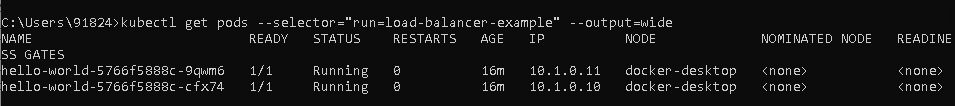 C:\Users\91824>kubectl get pods --selector="run=load-balancer-example" --output=wide
NAME READY STATUS RESTARTS AGE IP NODE NOMINATED NODE READINE
SS GATES
hello-world-5766f5888c-9qwm6 1/1 Running 0 16m 10.1.0.11 docker-desktop <none> <none>
hello-world-5766f5888c-cfx74 1/1 Running 0 16m 10.1.0.10 docker-desktop <none> <none>